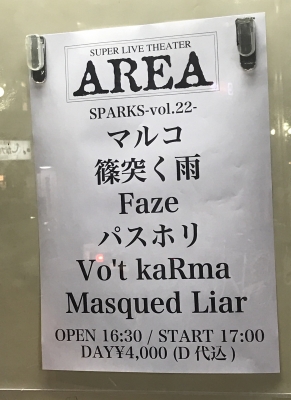 SUPER LIVE THEATER
AREA
SPARKS-vol.22-
マルコ
篠突く雨
Faze
パスホリ
Vo't kaRma
Masqued Liar
OPEN 16:30 / START 17:00
DAY¥4,000 (D 代込)